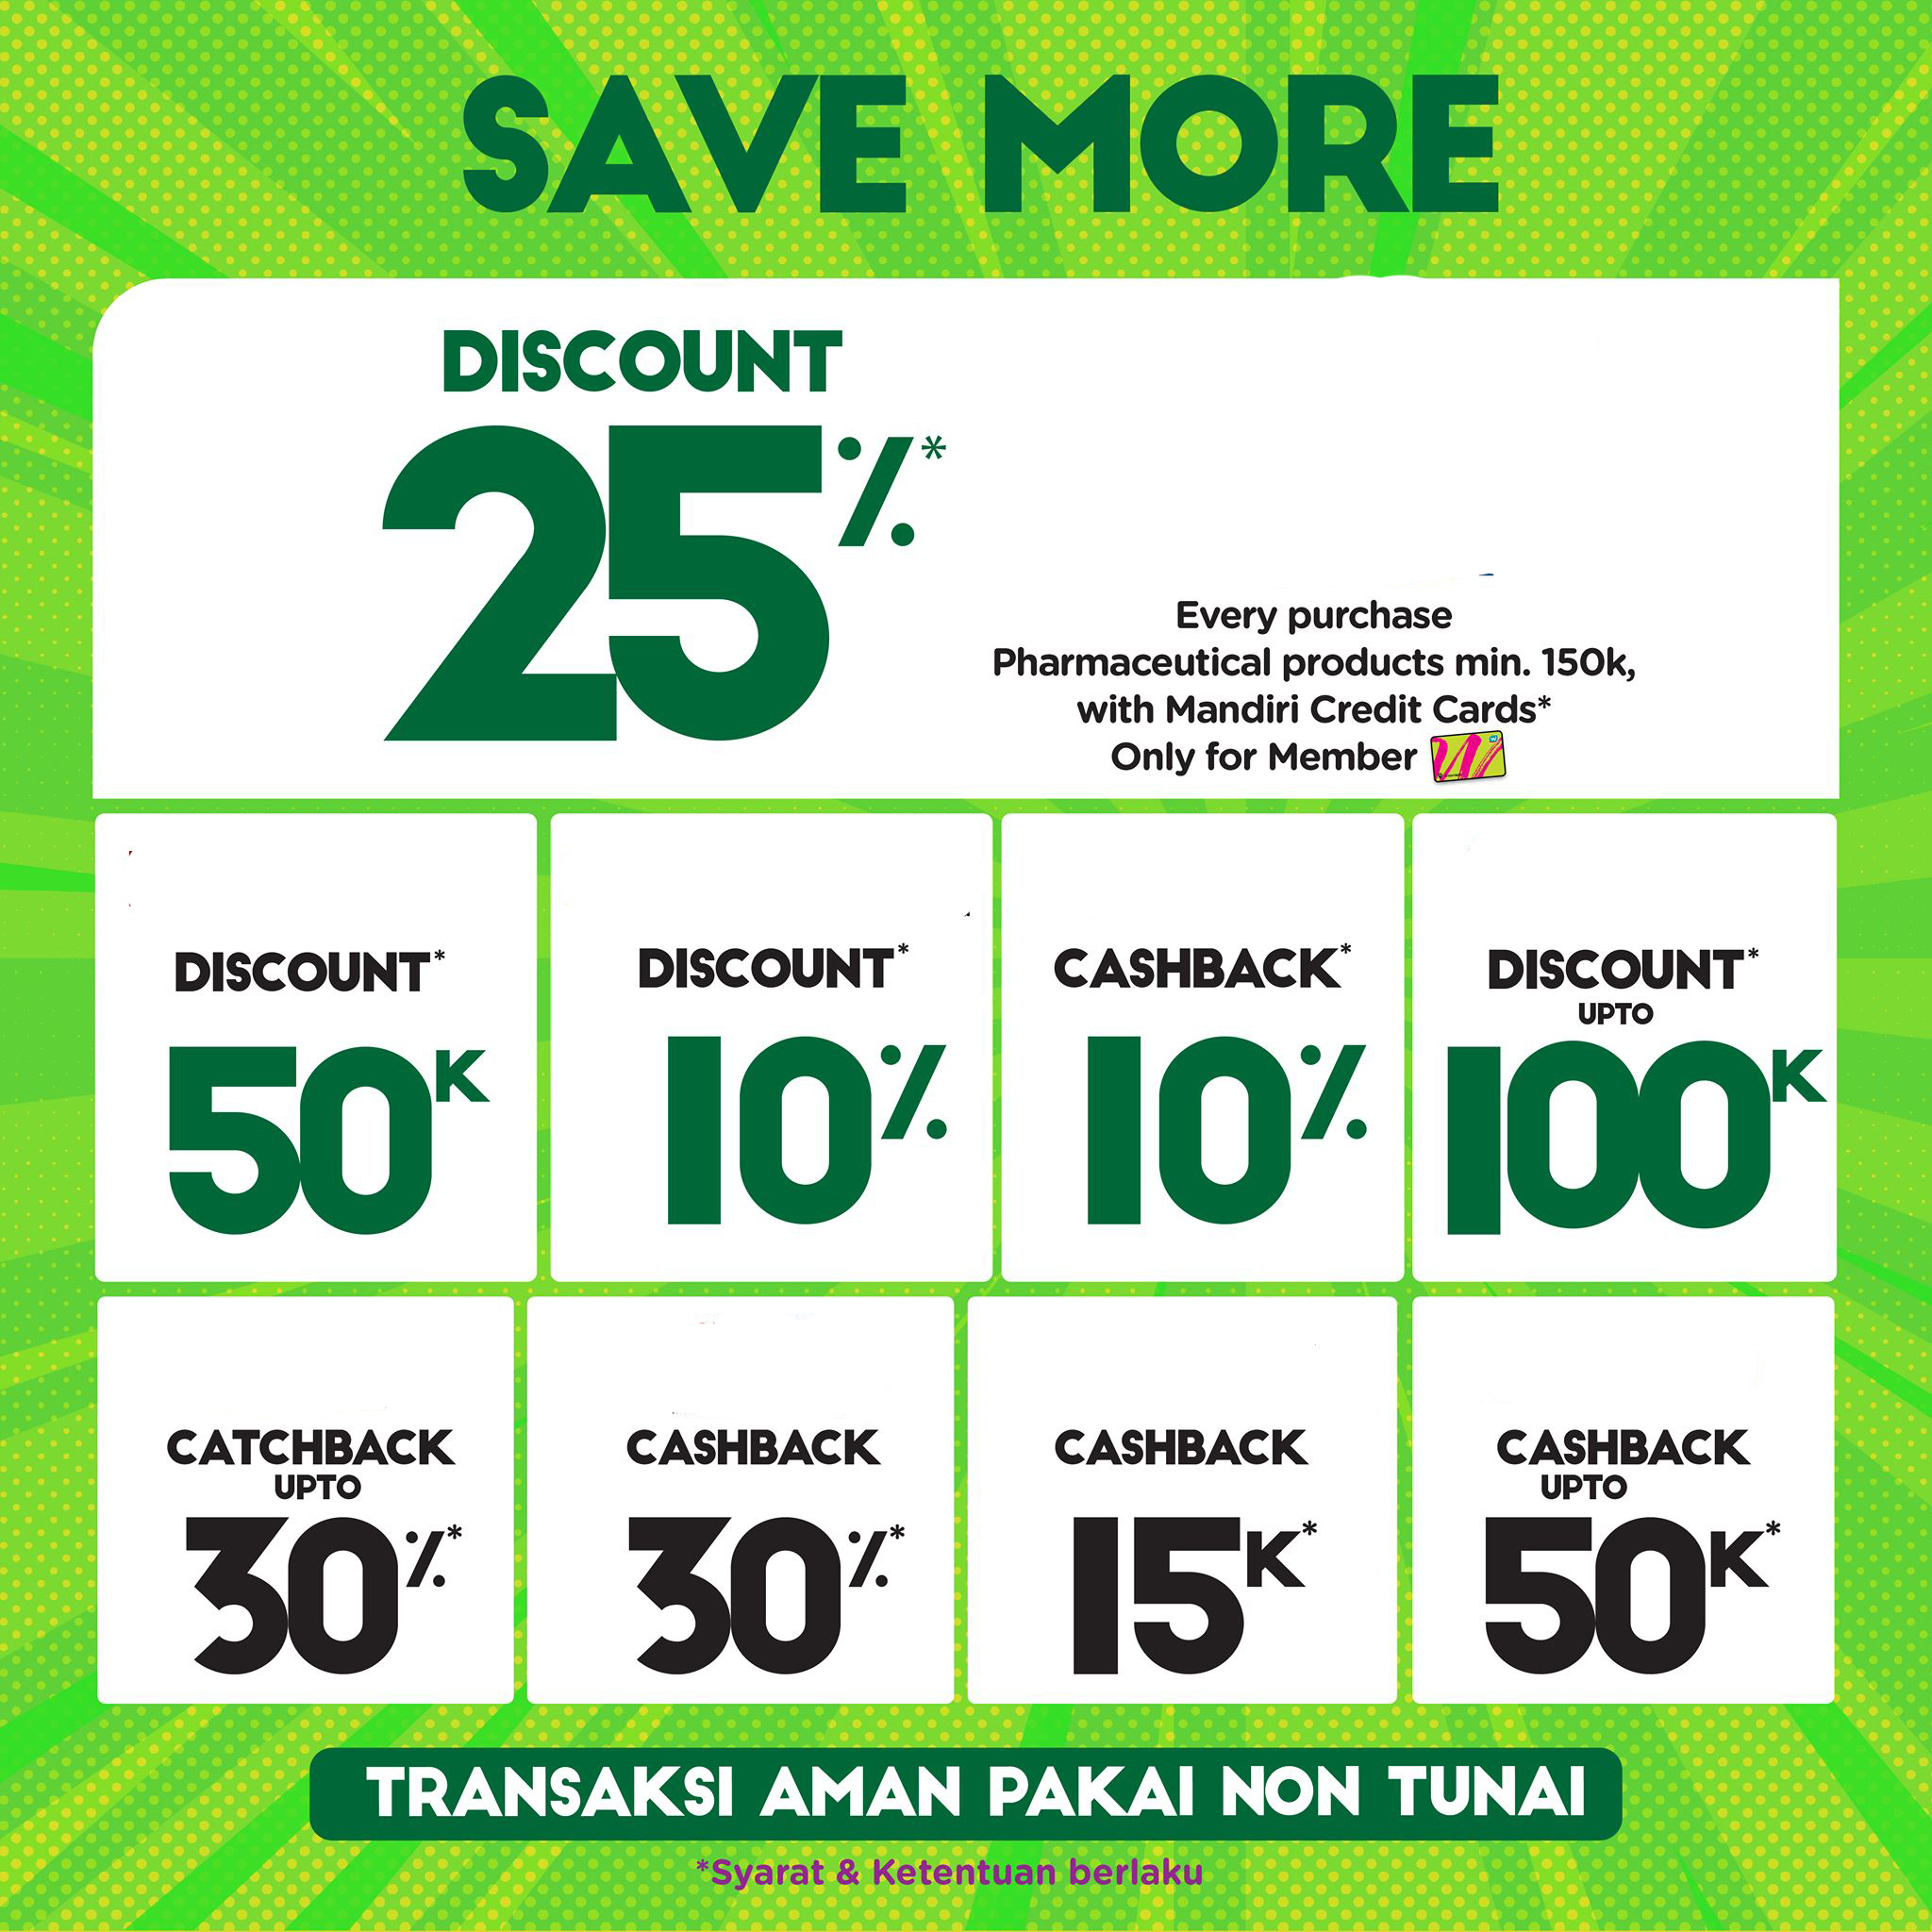 SAVE MORE
DISCOUNT
25%*
Every purchase
Pharmaceutical products min. 150k,
with Mandiri Credit Cards*
Only for Member
DISCOUNT*
50K
DISCOUNT*
10%
CASHBACK*
10%
DISCOUNT*
UPTO
100K
CATCHBACK
UPTO
30%*
CASHBACK
30%*
CASHBACK
15K*
CASHBACK
UPTO
50K*
TRANSAKSI AMAN PAKAI NON TUNAI
*Syarat & Ketentuan berlaku